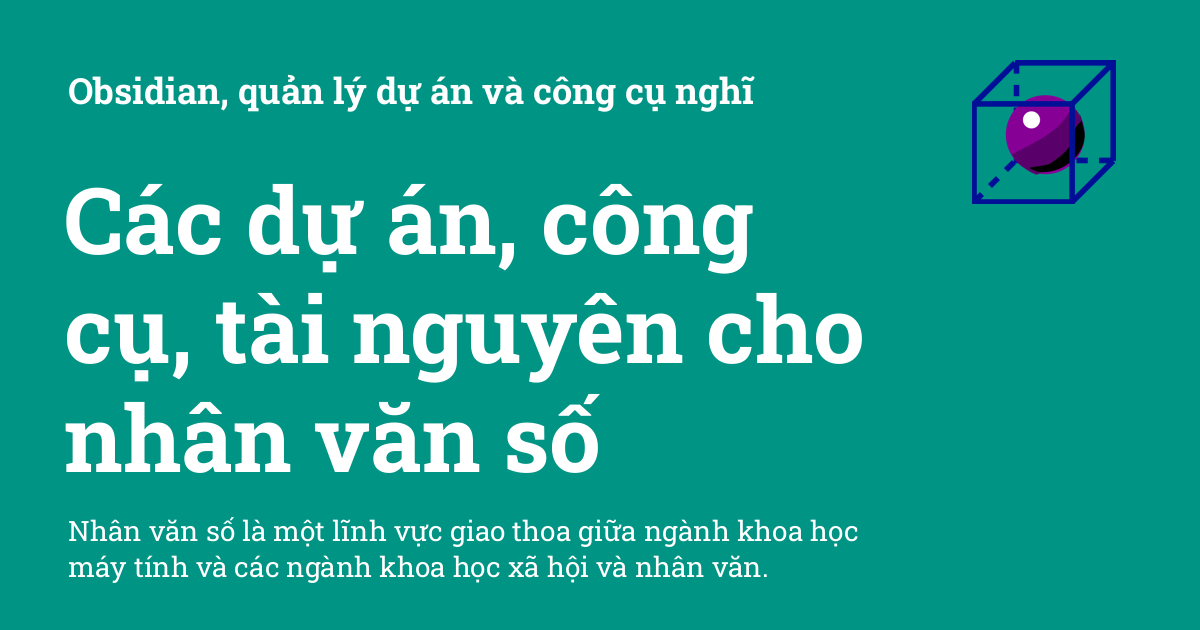 Obsidian, quản lý dự án và công cụ nghĩ
Các dự án, công
cụ, tài nguyên cho
nhân văn số
Nhân văn số là một lĩnh vực giao thoa giữa ngành khoa học
máy tính và các ngành khoa học xã hội và nhân văn.